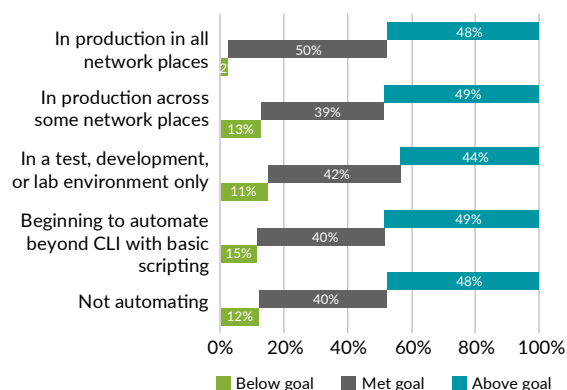 In production in all
network places
48%
50%
2
In production across
some network places
49%
39%
13%
In a test, development,
or lab environment only
44%
42%
11%
Beginning to automate
beyond CLI with basic
scripting
49%
40%
15%
Not automating
48%
40%
12%
0% 20% 40% 60% 80% 100%
Below goal Met goal Above goal